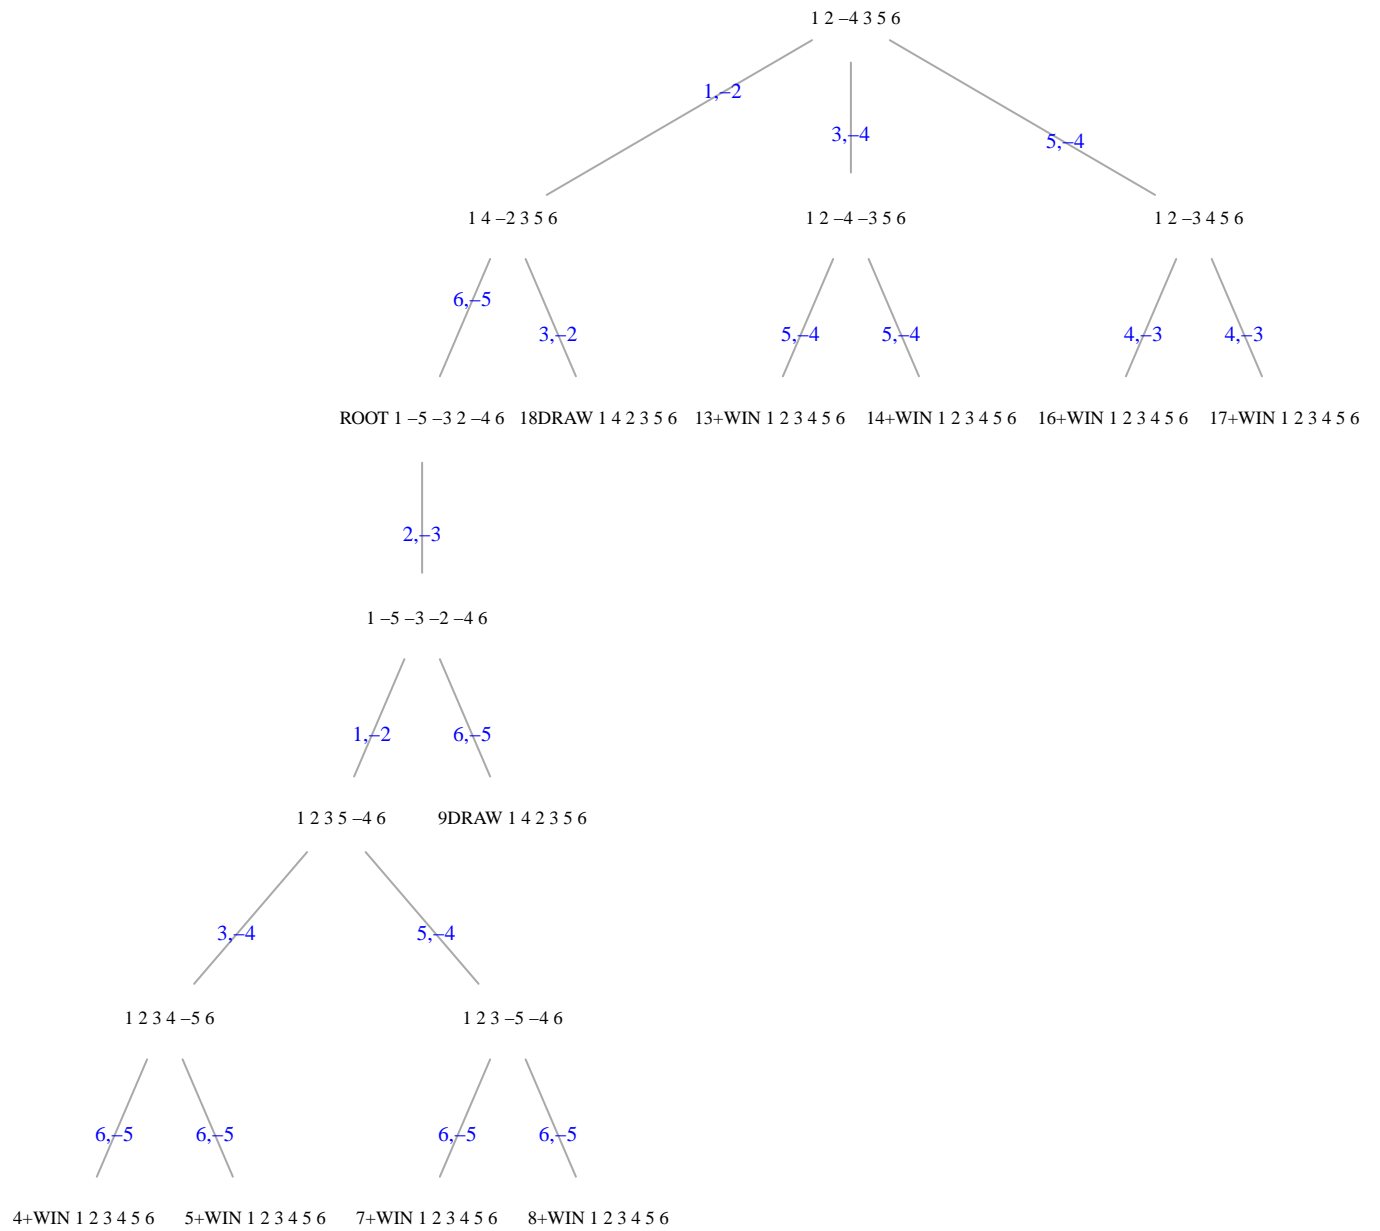 1 2 –4 3 5 6
1,–2
3,–4
5,–4
1 4 –2 3 5 6
1 2 –4 –3 5 6
1 2 –3 4 5 6
6,–5
3,–2
5,–4
5,–4
4,–3
4,–3
ROOT 1 –5 –3 2 –4 6
18DRAW 1 4 2 3 5 6
13+WIN 1 2 3 4 5 6
14+WIN 1 2 3 4 5 6
16+WIN 1 2 3 4 5 6
17+WIN 1 2 3 4 5 6
2,–3
1 –5 –3 –2 –4 6
1,–2
6,–5
1 2 3 5 –4 6
9DRAW 1 4 2 3 5 6
3,–4
5,–4
1 2 3 4 –5 6
1 2 3 –5 –4 6
6,–5
6,–5
6,–5
6,–5
4+WIN 1 2 3 4 5 6
5+WIN 1 2 3 4 5 6
7+WIN 1 2 3 4 5 6
8+WIN 1 2 3 4 5 6